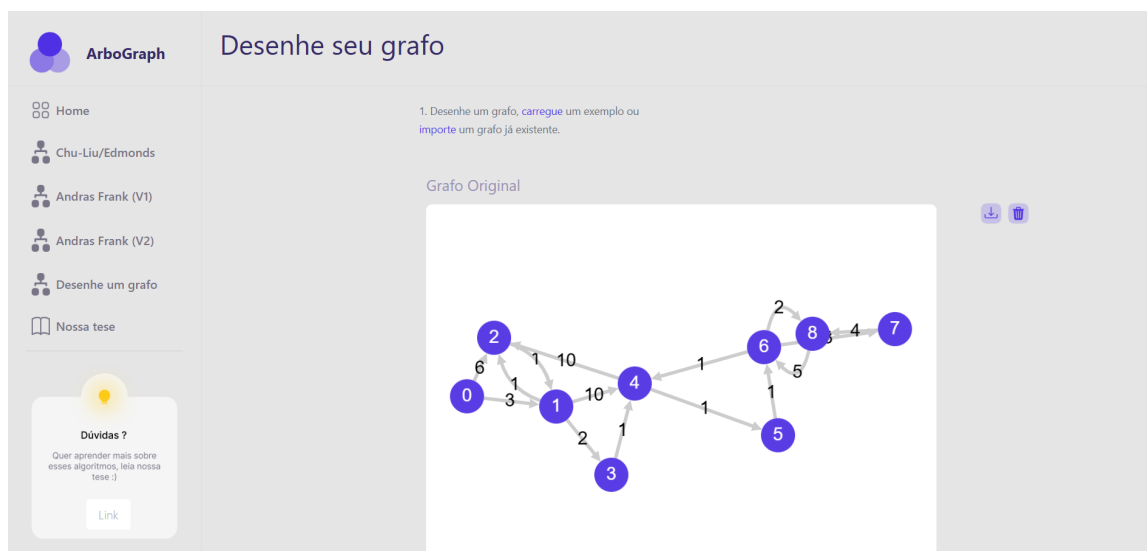 ArboGraph
Desenhe seu grafo
Home
Chu-Liu/Edmonds
Andras Frank (V1)
Andras Frank (V2)
Desenhe um grafo
Nossa tese
Dúvidas ?
Quer aprender mais sobre
esses algoritmos, leia nossa
tese :)
Link
1. Desenhe um grafo, carregue um exemplo ou
importe um grafo já existente.
Grafo Original
2
8
7
4
6
2
1
10
1
5
6
0
3
1
1
10
4
1
1
5
2
1
3